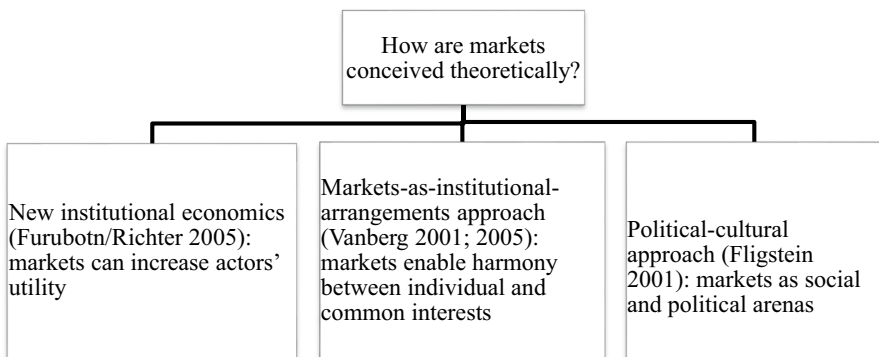 How are markets
conceived theoretically?
New institutional economics
(Furubotn/Richter 2005):
markets can increase actors’
utility
Markets-as-institutional-
arrangements approach
(Vanberg 2001; 2005):
markets enable harmony
between individual and
common interests
Political-cultural
approach (Fligstein
2001): markets as social
and political arenas